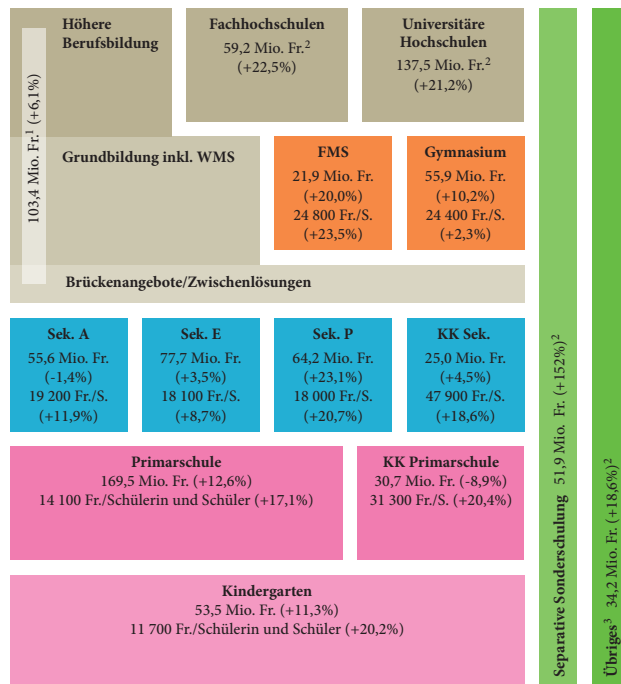 Höhere
Berufsbildung
103,4 Mio. Fr.¹ (+6,1%)
Fachhochschulen
59,2 Mio. Fr.²
(+22,5%)
Universitäre
Hochschulen
137,5 Mio. Fr.²
(+21,2%)
Grundbildung inkl. WMS
FMS
21,9 Mio. Fr.
(+20,0%)
24 800 Fr./S.
(+23,5%)
Gymnasium
55,9 Mio. Fr.
(+10,2%)
24 400 Fr./S.
(+2,3%)
Brückenangebote/Zwischenlösungen
Sek. A
55,6 Mio. Fr.
(-1,4%)
19 200 Fr./S.
(+11,9%)
Sek. E
77,7 Mio. Fr.
(+3,5%)
18 100 Fr./S.
(+8,7%)
Sek. P
64,2 Mio. Fr.
(+23,1%)
18 000 Fr./S.
(+20,7%)
KK Sek.
25,0 Mio. Fr.
(+4,5%)
47 900 Fr./S.
(+18,6%)
Primarschule
169,5 Mio. Fr. (+12,6%)
14 100 Fr./Schülerin und Schüler (+17,1%)
KK Primarschule
30,7 Mio. Fr. (-8,9%)
31 300 Fr./S. (+20,4%)
Kindergarten
53,5 Mio. Fr. (+11,3%)
11 700 Fr./Schülerin und Schüler (+20,2%)
Separative Sonderschulung 51,9 Mio. Fr. (+152%)²
Übriges³ 34,2 Mio. Fr. (+18,6%)²